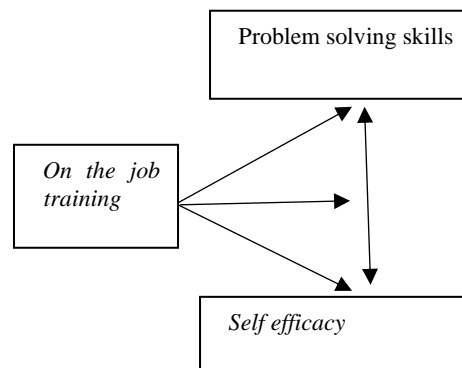 Problem solving skills
On the job
training
Self efficacy